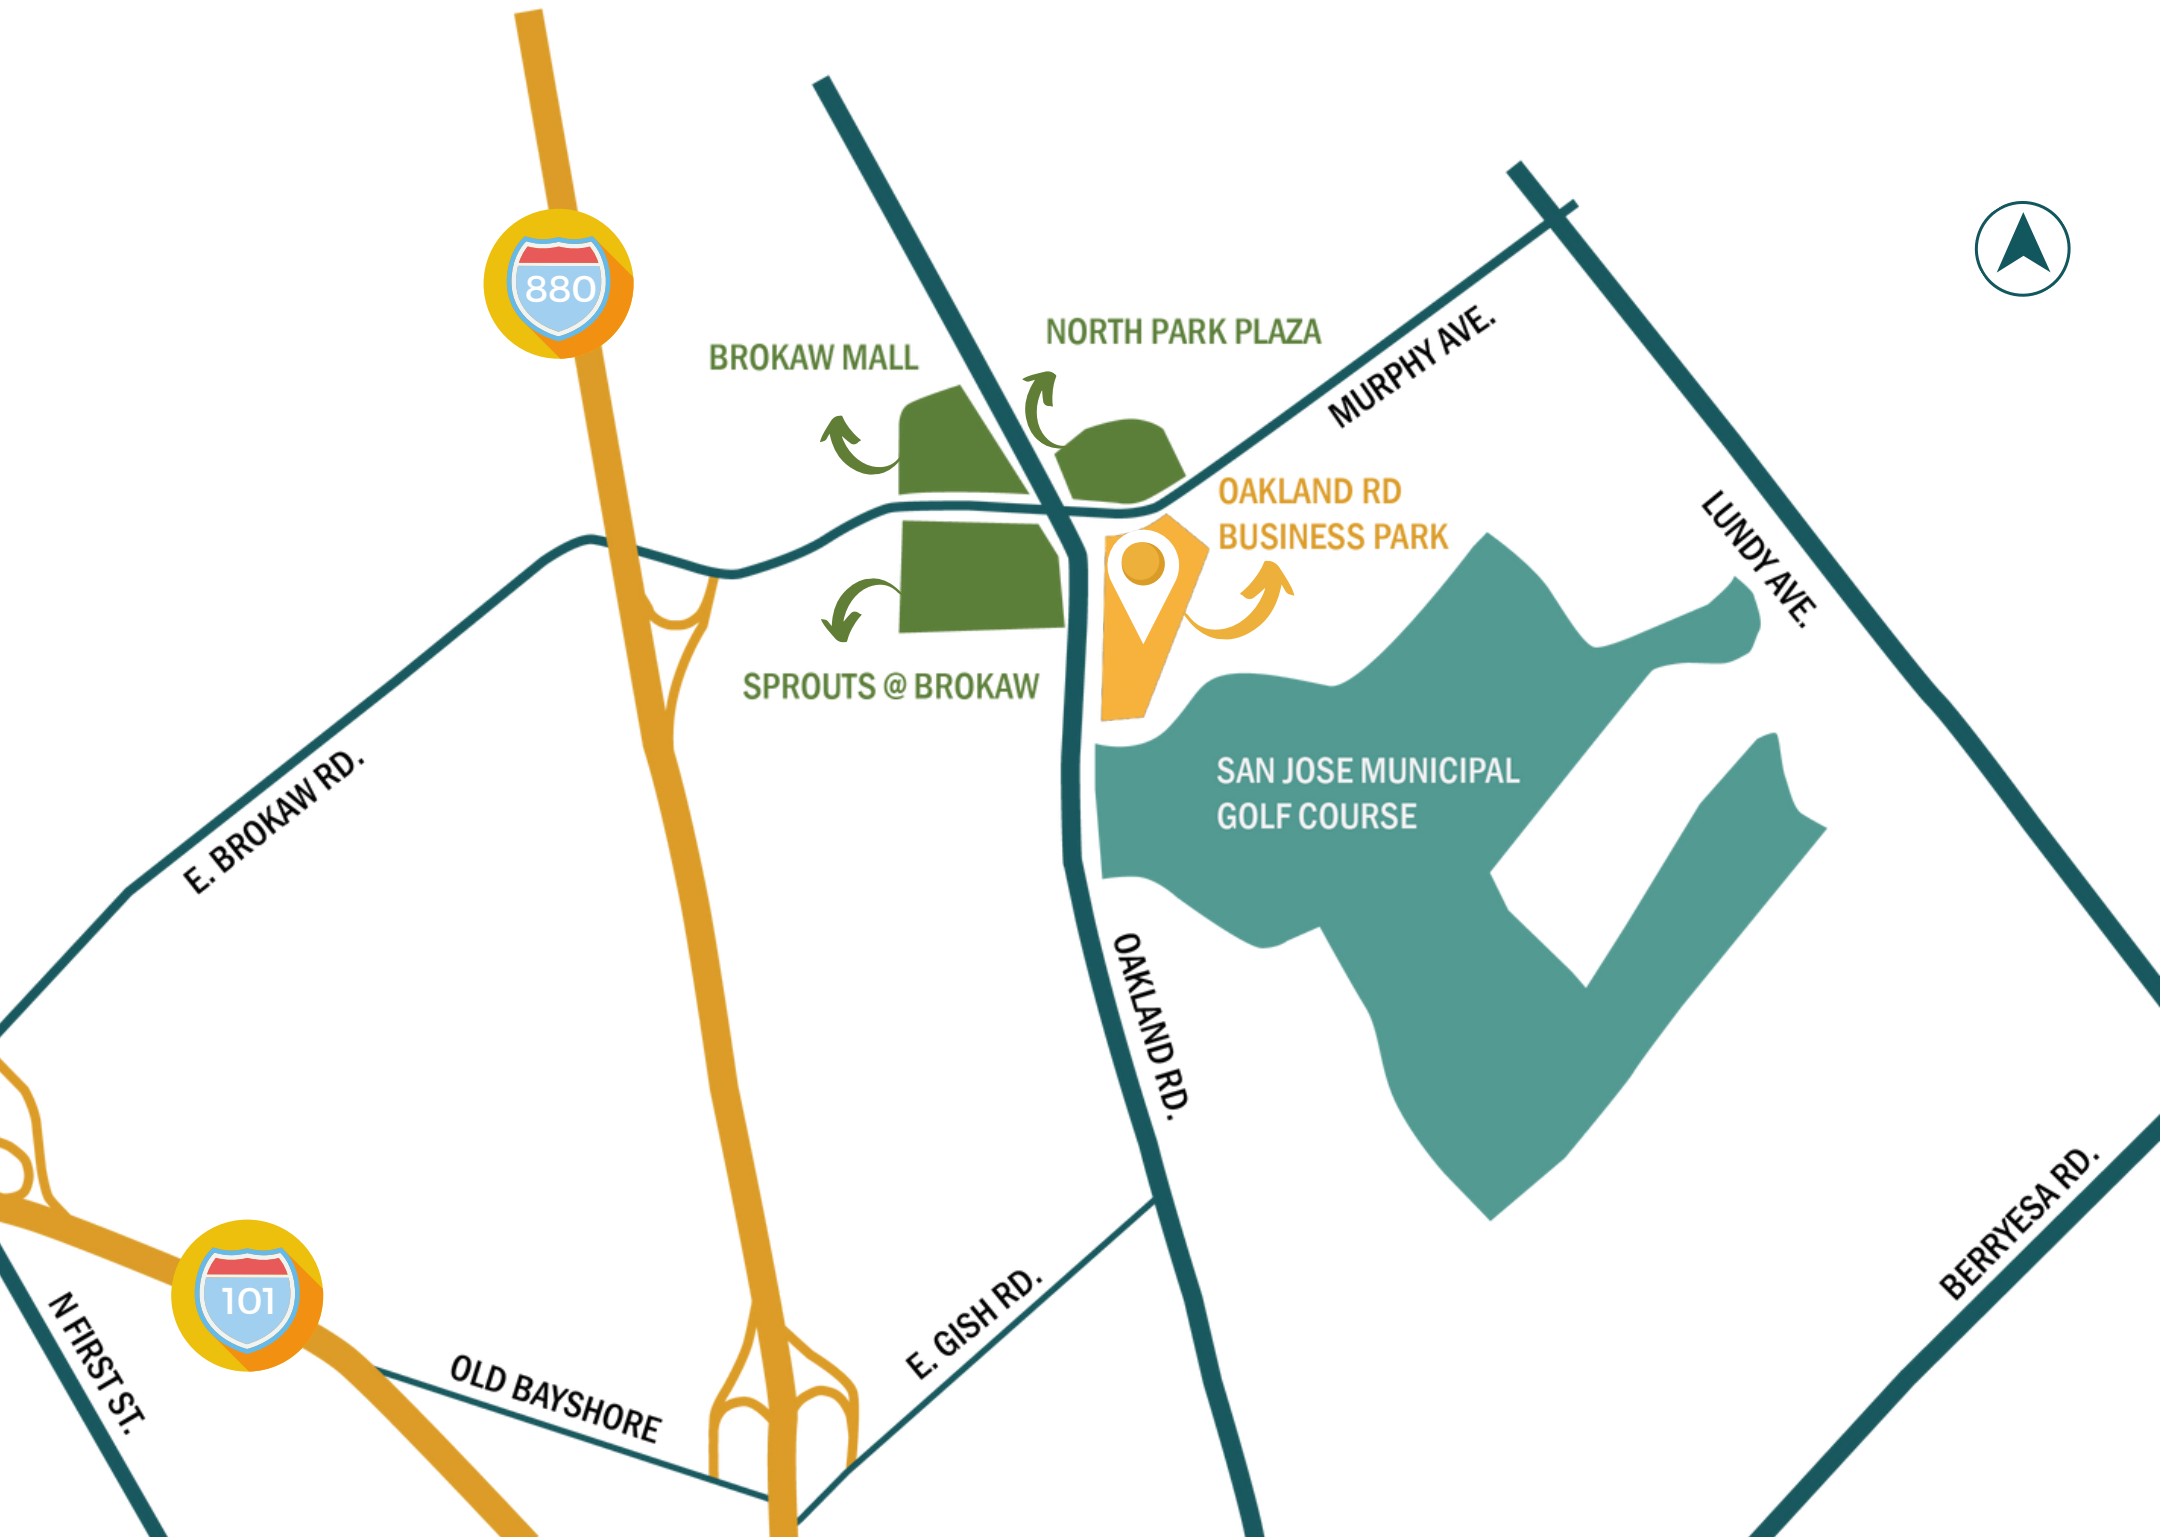 880
NORTH PARK PLAZA
BROKAW MALL
MURPHY AVE.
OAKLAND RD
BUSINESS PARK
LUNDY AVE.
SPROUTS @ BROKAW
SAN JOSE MUNICIPAL
GOLF COURSE
E. BROKAW RD.
OAKLAND RD.
BERRYESA RD.
101
N FIRST ST.
E. GISH RD.
OLD BAYSHORE